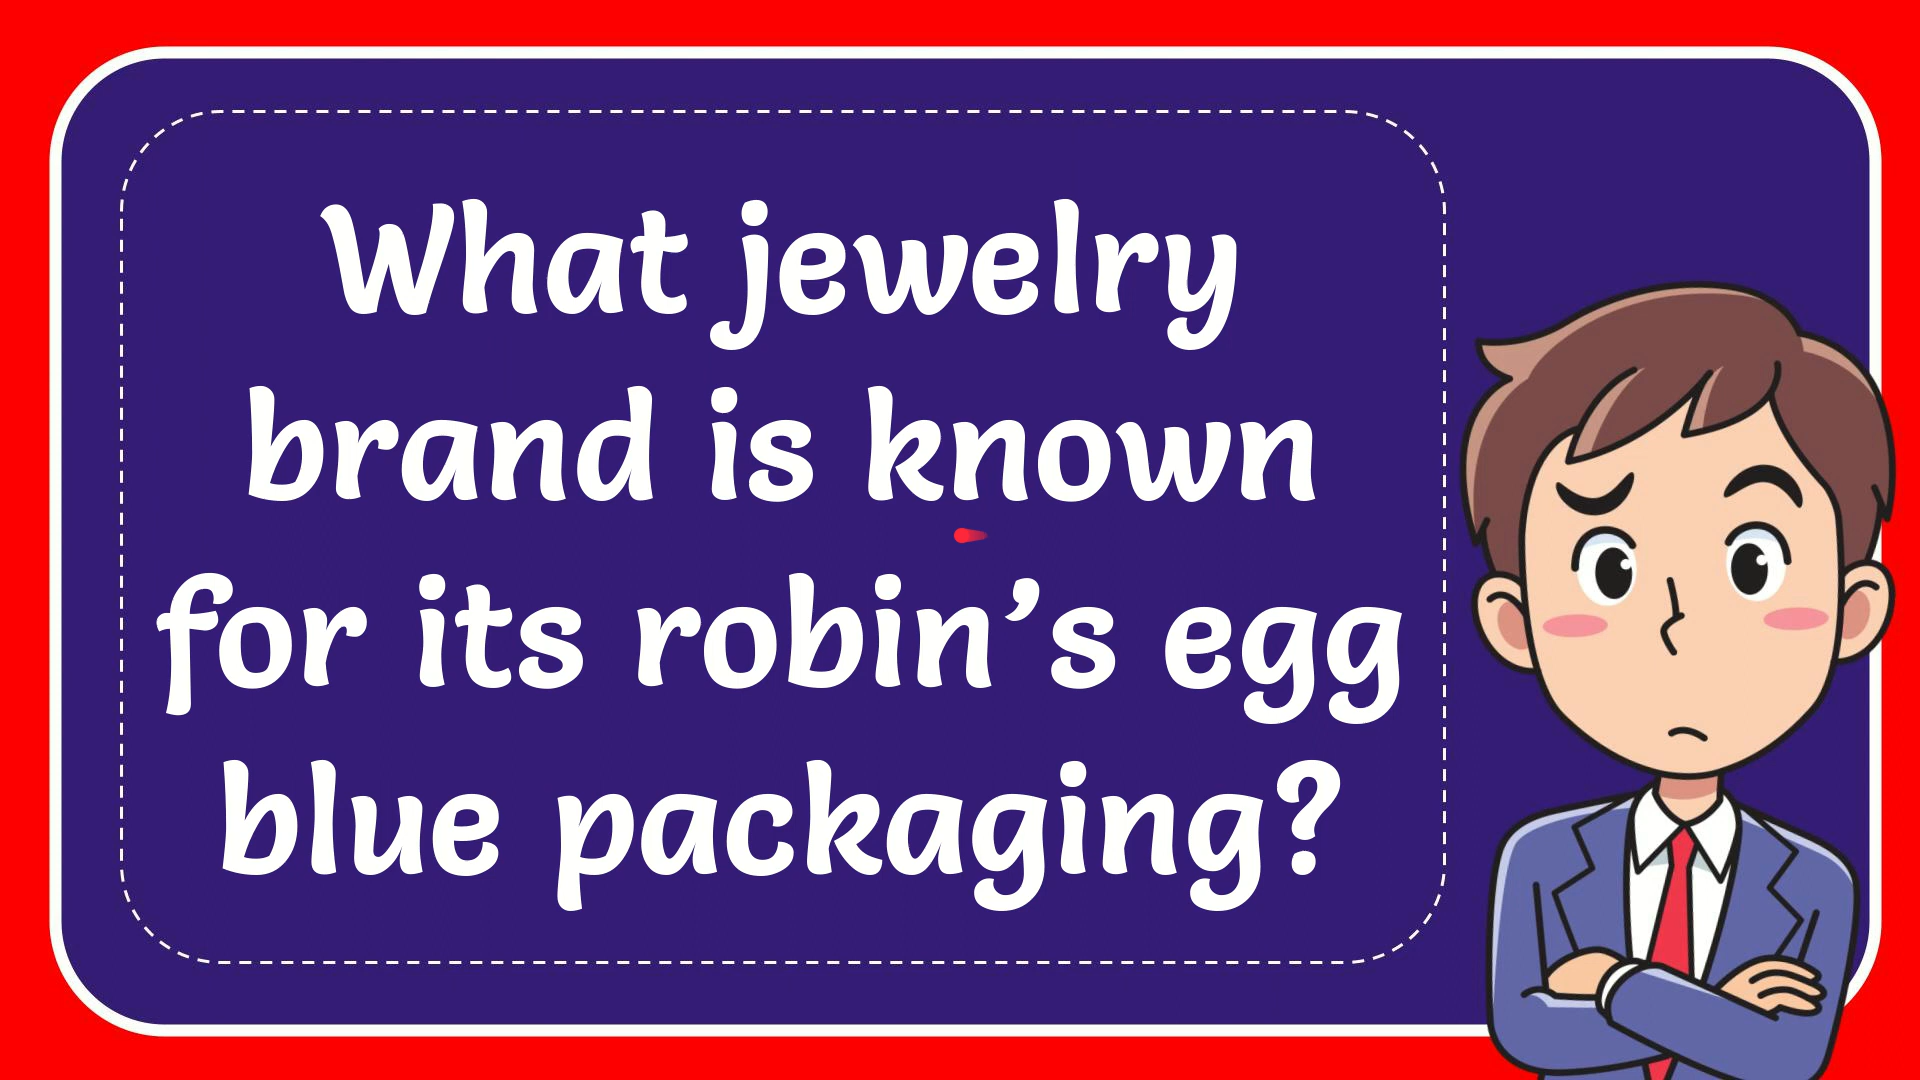 What jewelry
brand is known
for its robin’s egg
blue packaging?